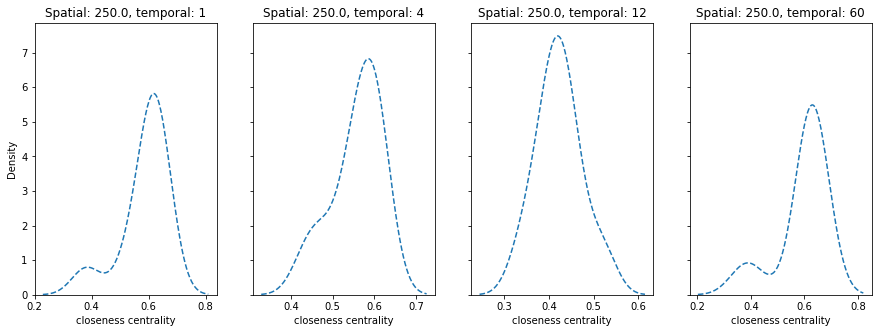 Spatial: 250.0, temporal: 1
Spatial: 250.0, temporal: 4
Spatial: 250.0, temporal: 12
Spatial: 250.0, temporal: 60
Density
7
6
5
4
3
2
1
0
0.2 0.4 0.6 0.8
0.4 0.5 0.6 0.7
0.3 0.4 0.5 0.6
0.2 0.4 0.6 0.8
closeness centrality
closeness centrality
closeness centrality
closeness centrality